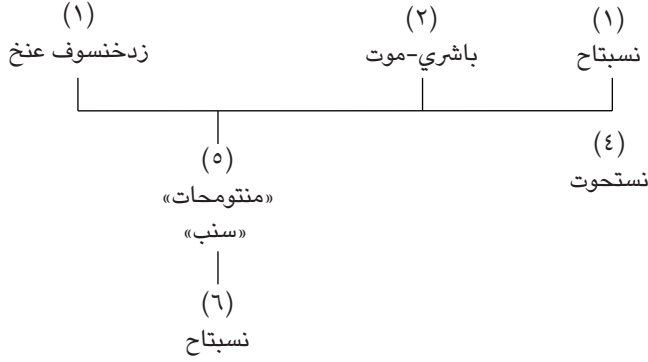 (١) (٢) (١)
نسبتاح باشري-موت زدخنسوف عنخ
(٤)
نستحوت
(٥)
«منتومحات»
«سنب»
(٦)
نسبتاح